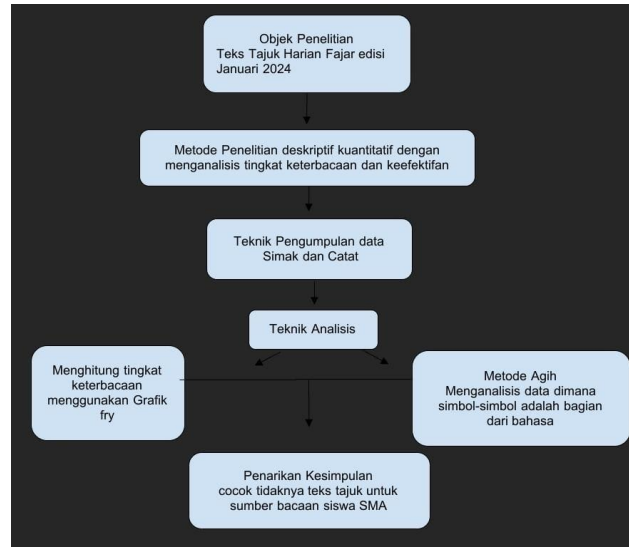 Objek Penelitian
Teks Tajuk Harian Fajar edisi
Januari 2024
Metode Penelitian deskriptif kuantitatif dengan
menganalisis tingkat keterbacaan dan keefektifan
Teknik Pengumpulan data
Simak dan Catat
Teknik Analisis
Menghitung tingkat
keterbacaan
menggunakan Grafik
fry
Metode Agih
Menganalisis data dimana
simbol-simbol adalah bagian
dari bahasa
Penarikan Kesimpulan
cocok tidaknya teks tajuk untuk
sumber bacaan siswa SMA